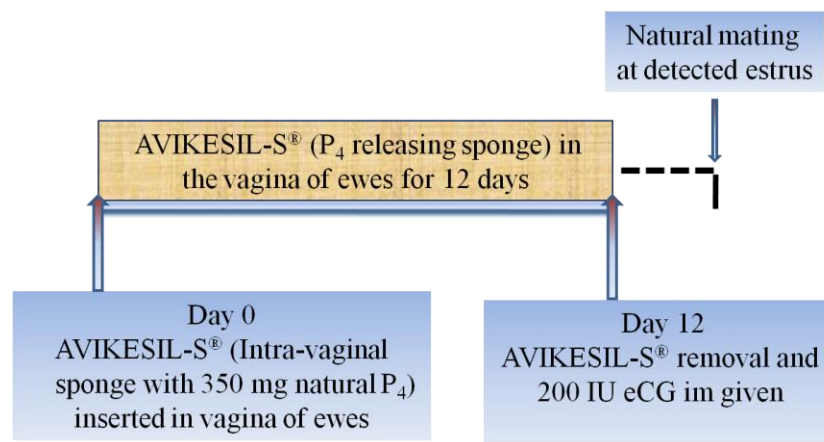 Natural mating
at detected estrus
AVIKESIL-S® (P₄ releasing sponge) in
the vagina of ewes for 12 days
Day 0
AVIKESIL-S® (Intra-vaginal
sponge with 350 mg natural P₄)
inserted in vagina of ewes
Day 12
AVIKESIL-S® removal and
200 IU eCG im given